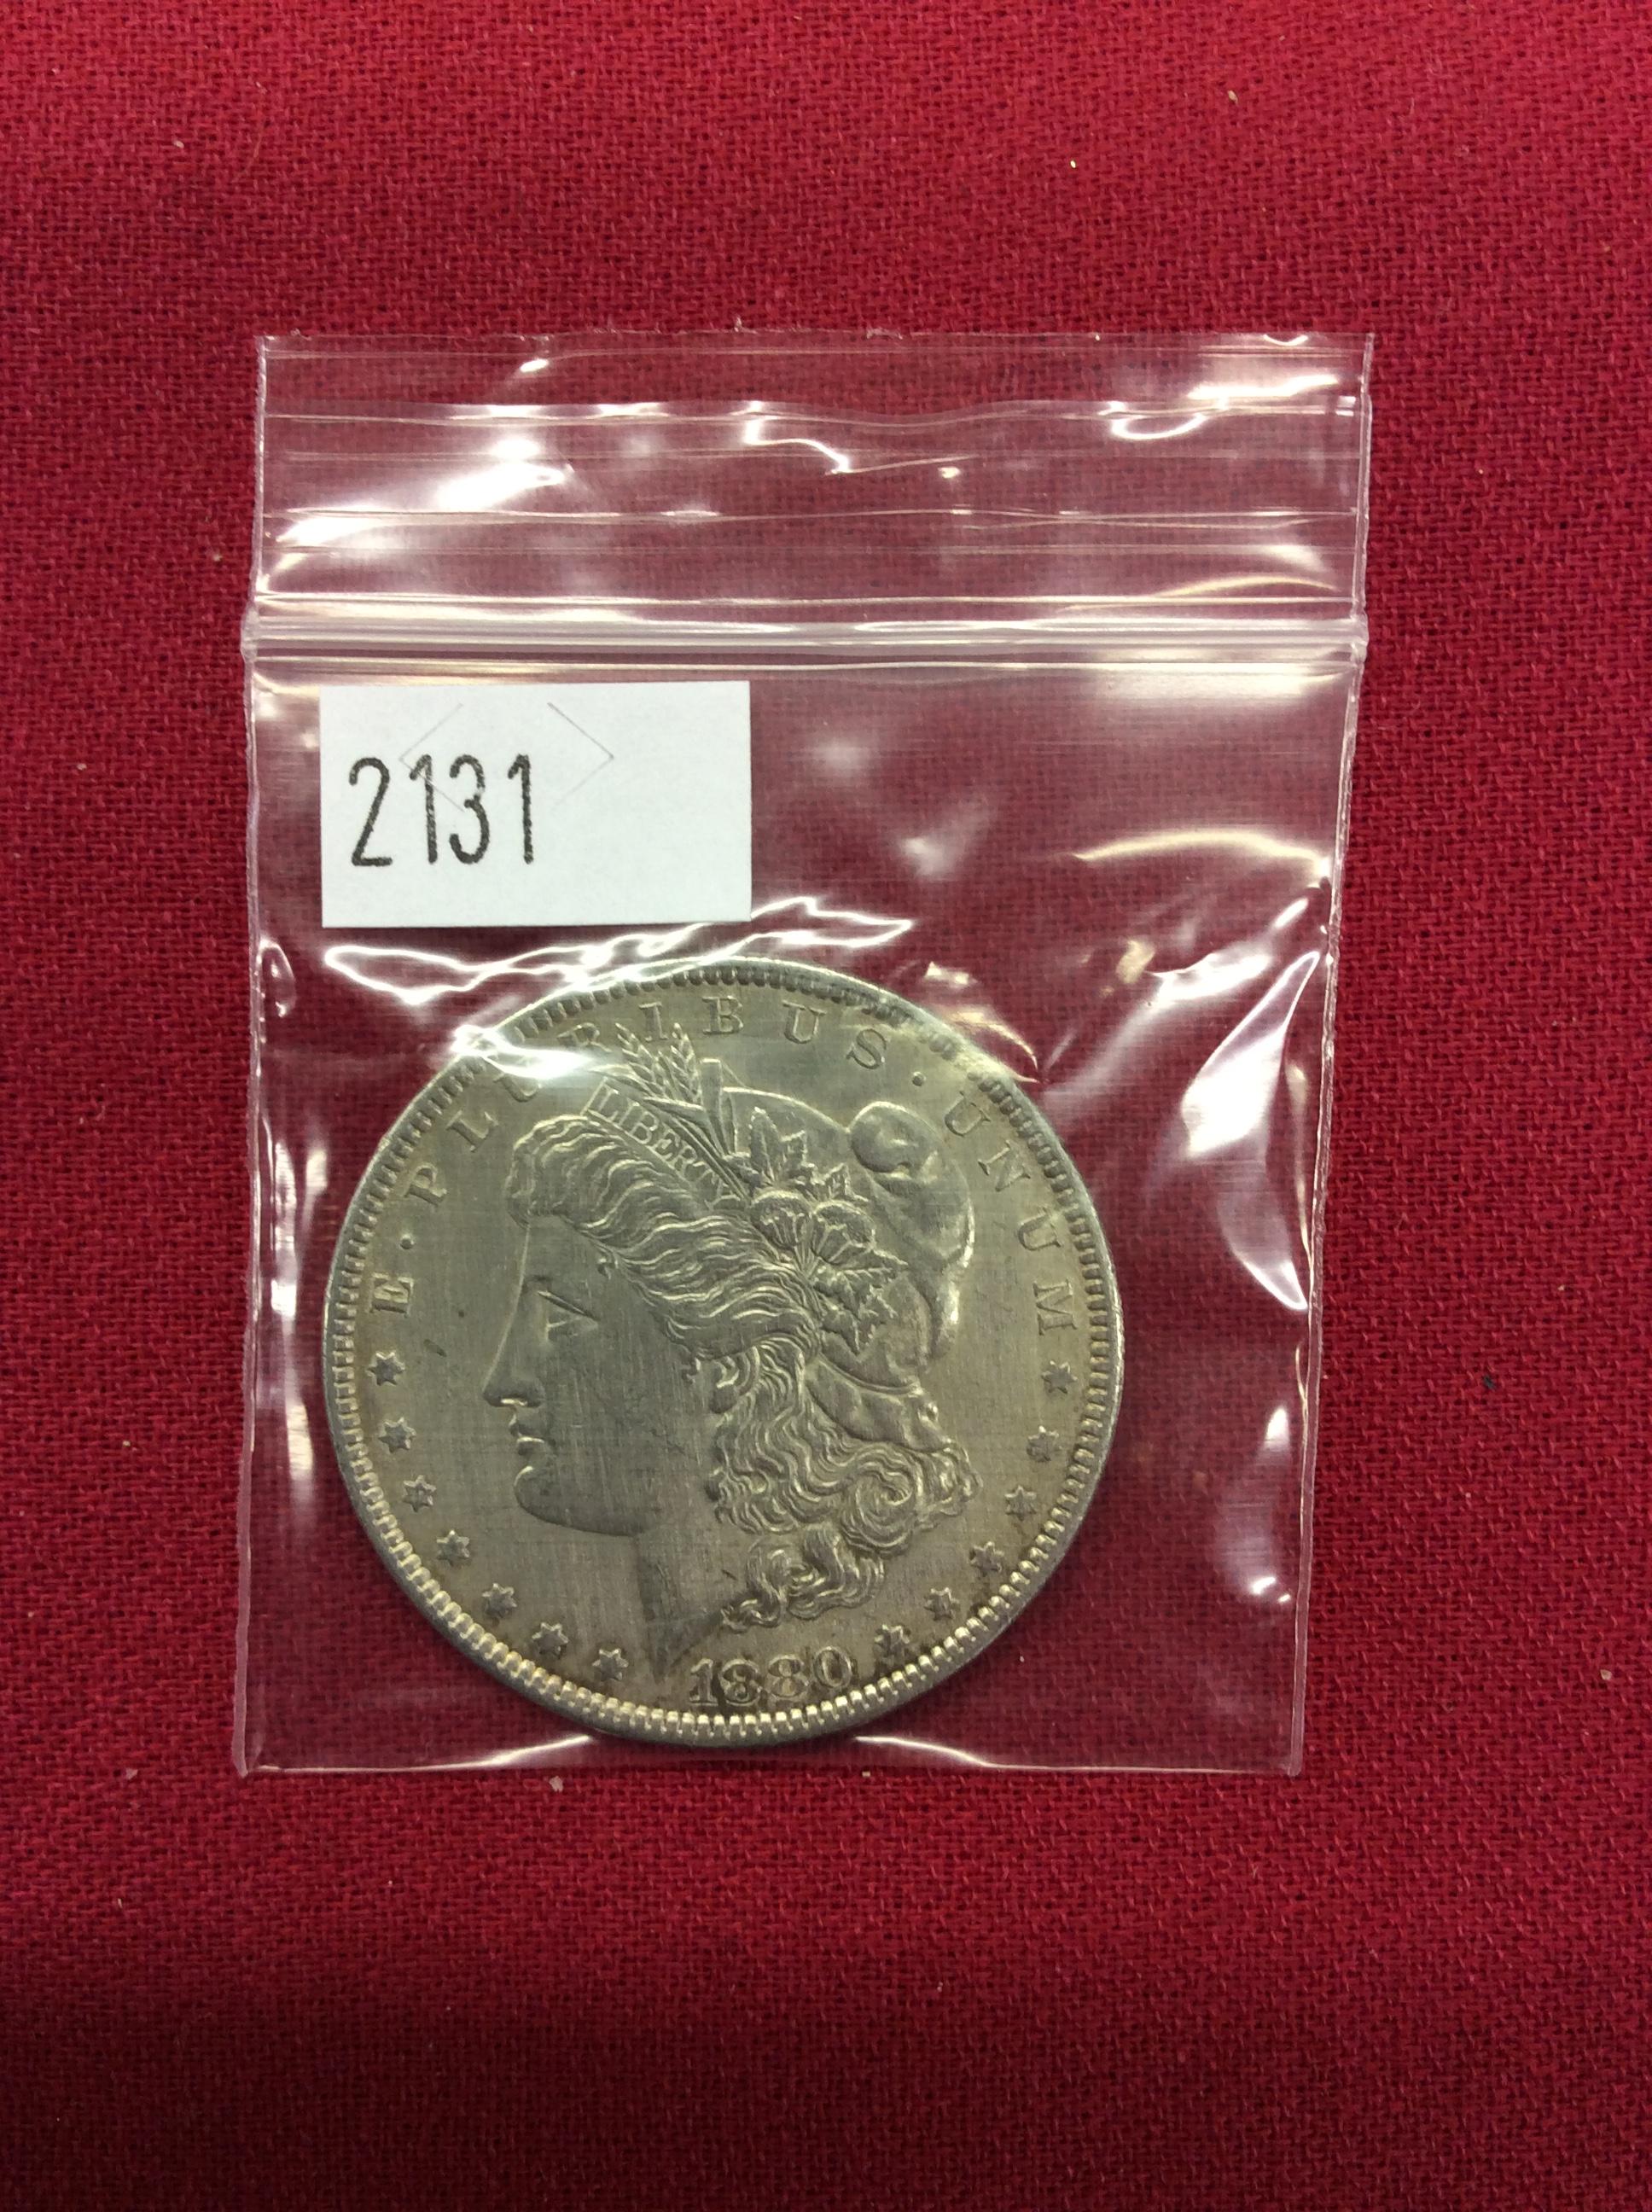 2131
E · PLURIBUS · UNUM
LIBERTY
1880